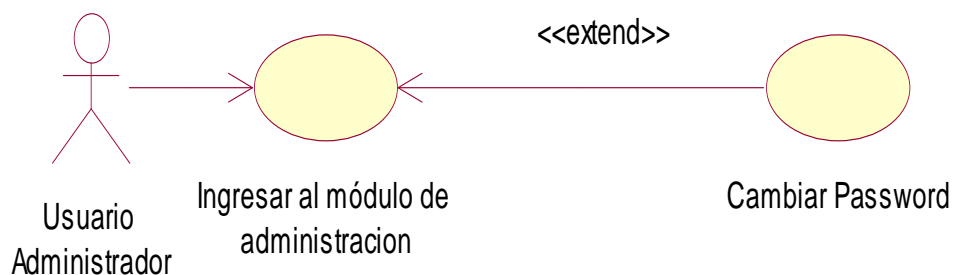 <<extend>>
Usuario
Administrador
Ingresar al módulo de
administracion
Cambiar Password